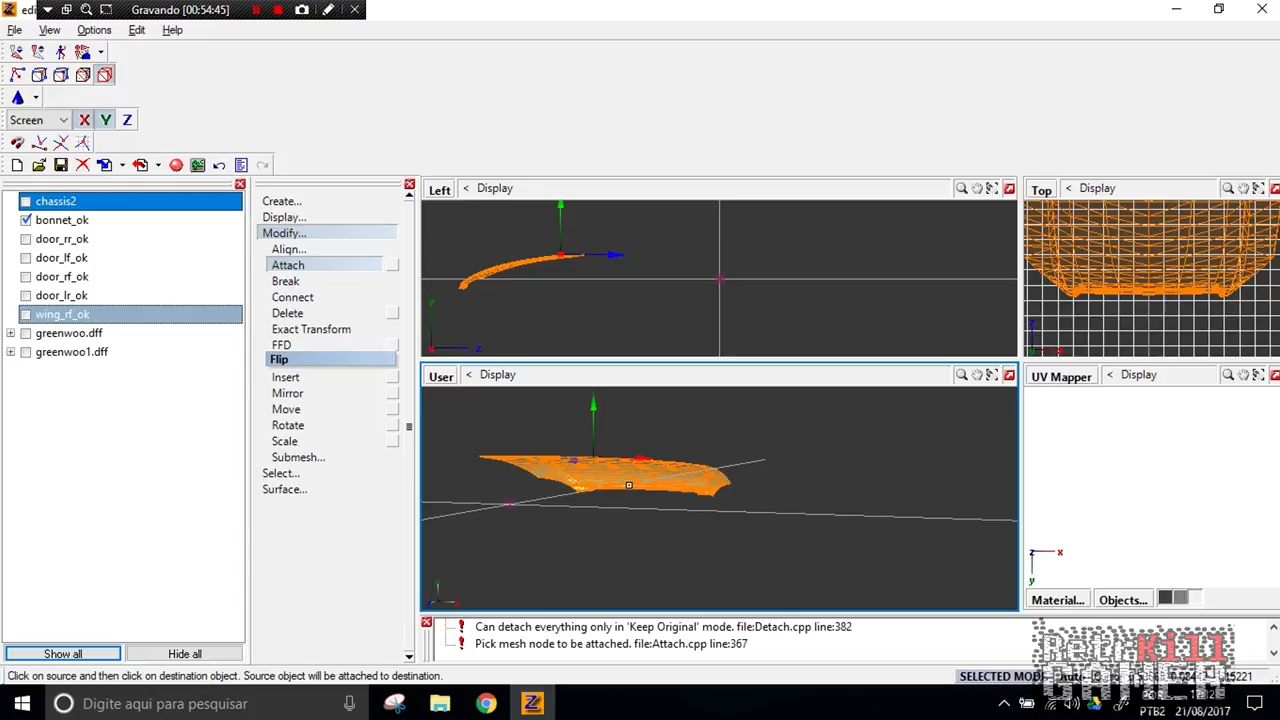 edi
Gravando [00:54:45]
File View Options Edit Help
Screen X Y Z
chassis2
bonnet_ok
door_rr_ok
door_lf_ok
door_rf_ok
door_lr_ok
wing_rf_ok
greenwoo.dff
greenwoo1.dff
Show all Hide all
Create...
Display...
Modify...
Align...
Attach
Break
Connect
Delete
Exact Transform
FFD
Flip
Insert
Mirror
Move
Rotate
Scale
Submesh...
Select...
Surface...
Left < Display
Top < Display
User < Display
UV Mapper < Display
Material... Objects...
Can detach everything only in 'Keep Original' mode. file:Detach.cpp line:382
Pick mesh node to be attached. file:Attach.cpp line:367
Click on source and then click on destination object. Source object will be attached to destination.
SELECTED MODE
Digite aqui para pesquisar
PTB2 21/08/2017